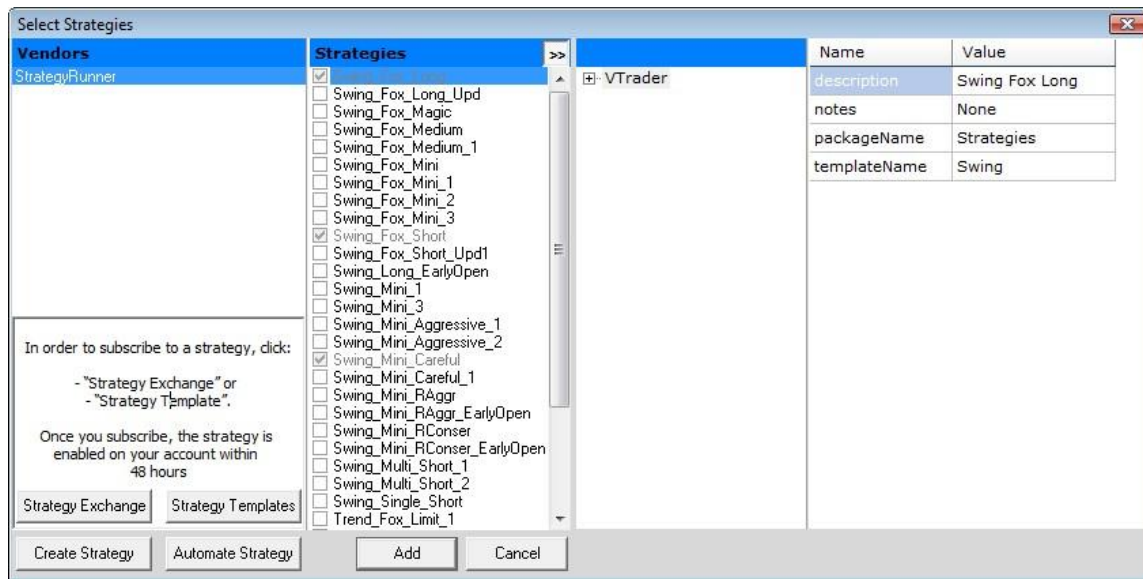 Select Strategies
Vendors
StrategyRunner
In order to subscribe to a strategy, click:
- "Strategy Exchange" or
- "Strategy Template".
Once you subscribe, the strategy is
enabled on your account within
48 hours
Strategy Exchange Strategy Templates
Create Strategy Automate Strategy
Strategies >>
Swing_Fox_Long
Swing_Fox_Long_Upd
Swing_Fox_Magic
Swing_Fox_Medium
Swing_Fox_Medium_1
Swing_Fox_Mini
Swing_Fox_Mini_1
Swing_Fox_Mini_2
Swing_Fox_Mini_3
Swing_Fox_Short
Swing_Fox_Short_Upd1
Swing_Long_EarlyOpen
Swing_Mini_1
Swing_Mini_3
Swing_Mini_Aggressive_1
Swing_Mini_Aggressive_2
Swing_Mini_Careful
Swing_Mini_Careful_1
Swing_Mini_RAggr
Swing_Mini_RAggr_EarlyOpen
Swing_Mini_RConser
Swing_Mini_RConser_EarlyOpen
Swing_Multi_Short_1
Swing_Multi_Short_2
Swing_Single_Short
Trend_Fox_Limit_1
Add Cancel
VTrader
Name Value
description Swing Fox Long
notes None
packageName Strategies
templateName Swing